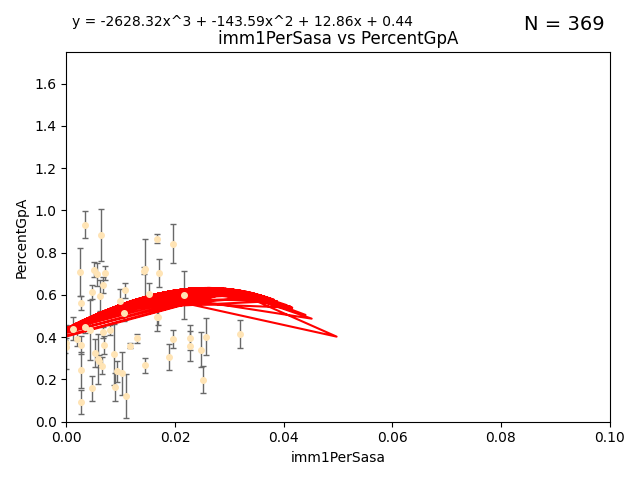 y = -2628.32x^3 + -143.59x^2 + 12.86x + 0.44
N = 369
imm1PerSasa vs PercentGpA
PercentGpA
1.6
1.4
1.2
1.0
0.8
0.6
0.4
0.2
0.0
0.00 0.02 0.04 0.06 0.08 0.10
imm1PerSasa